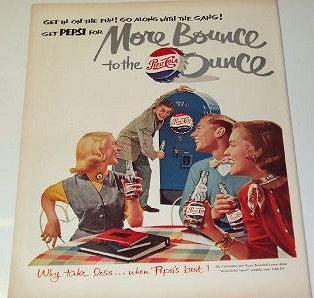 GET IN ON THE FUN! GO ALONG WITH THE GANG!
GET PEPSI FOR
More Bounce
to the Ounce
PEPSI-COLA
Why take less... when Pepsi's best!